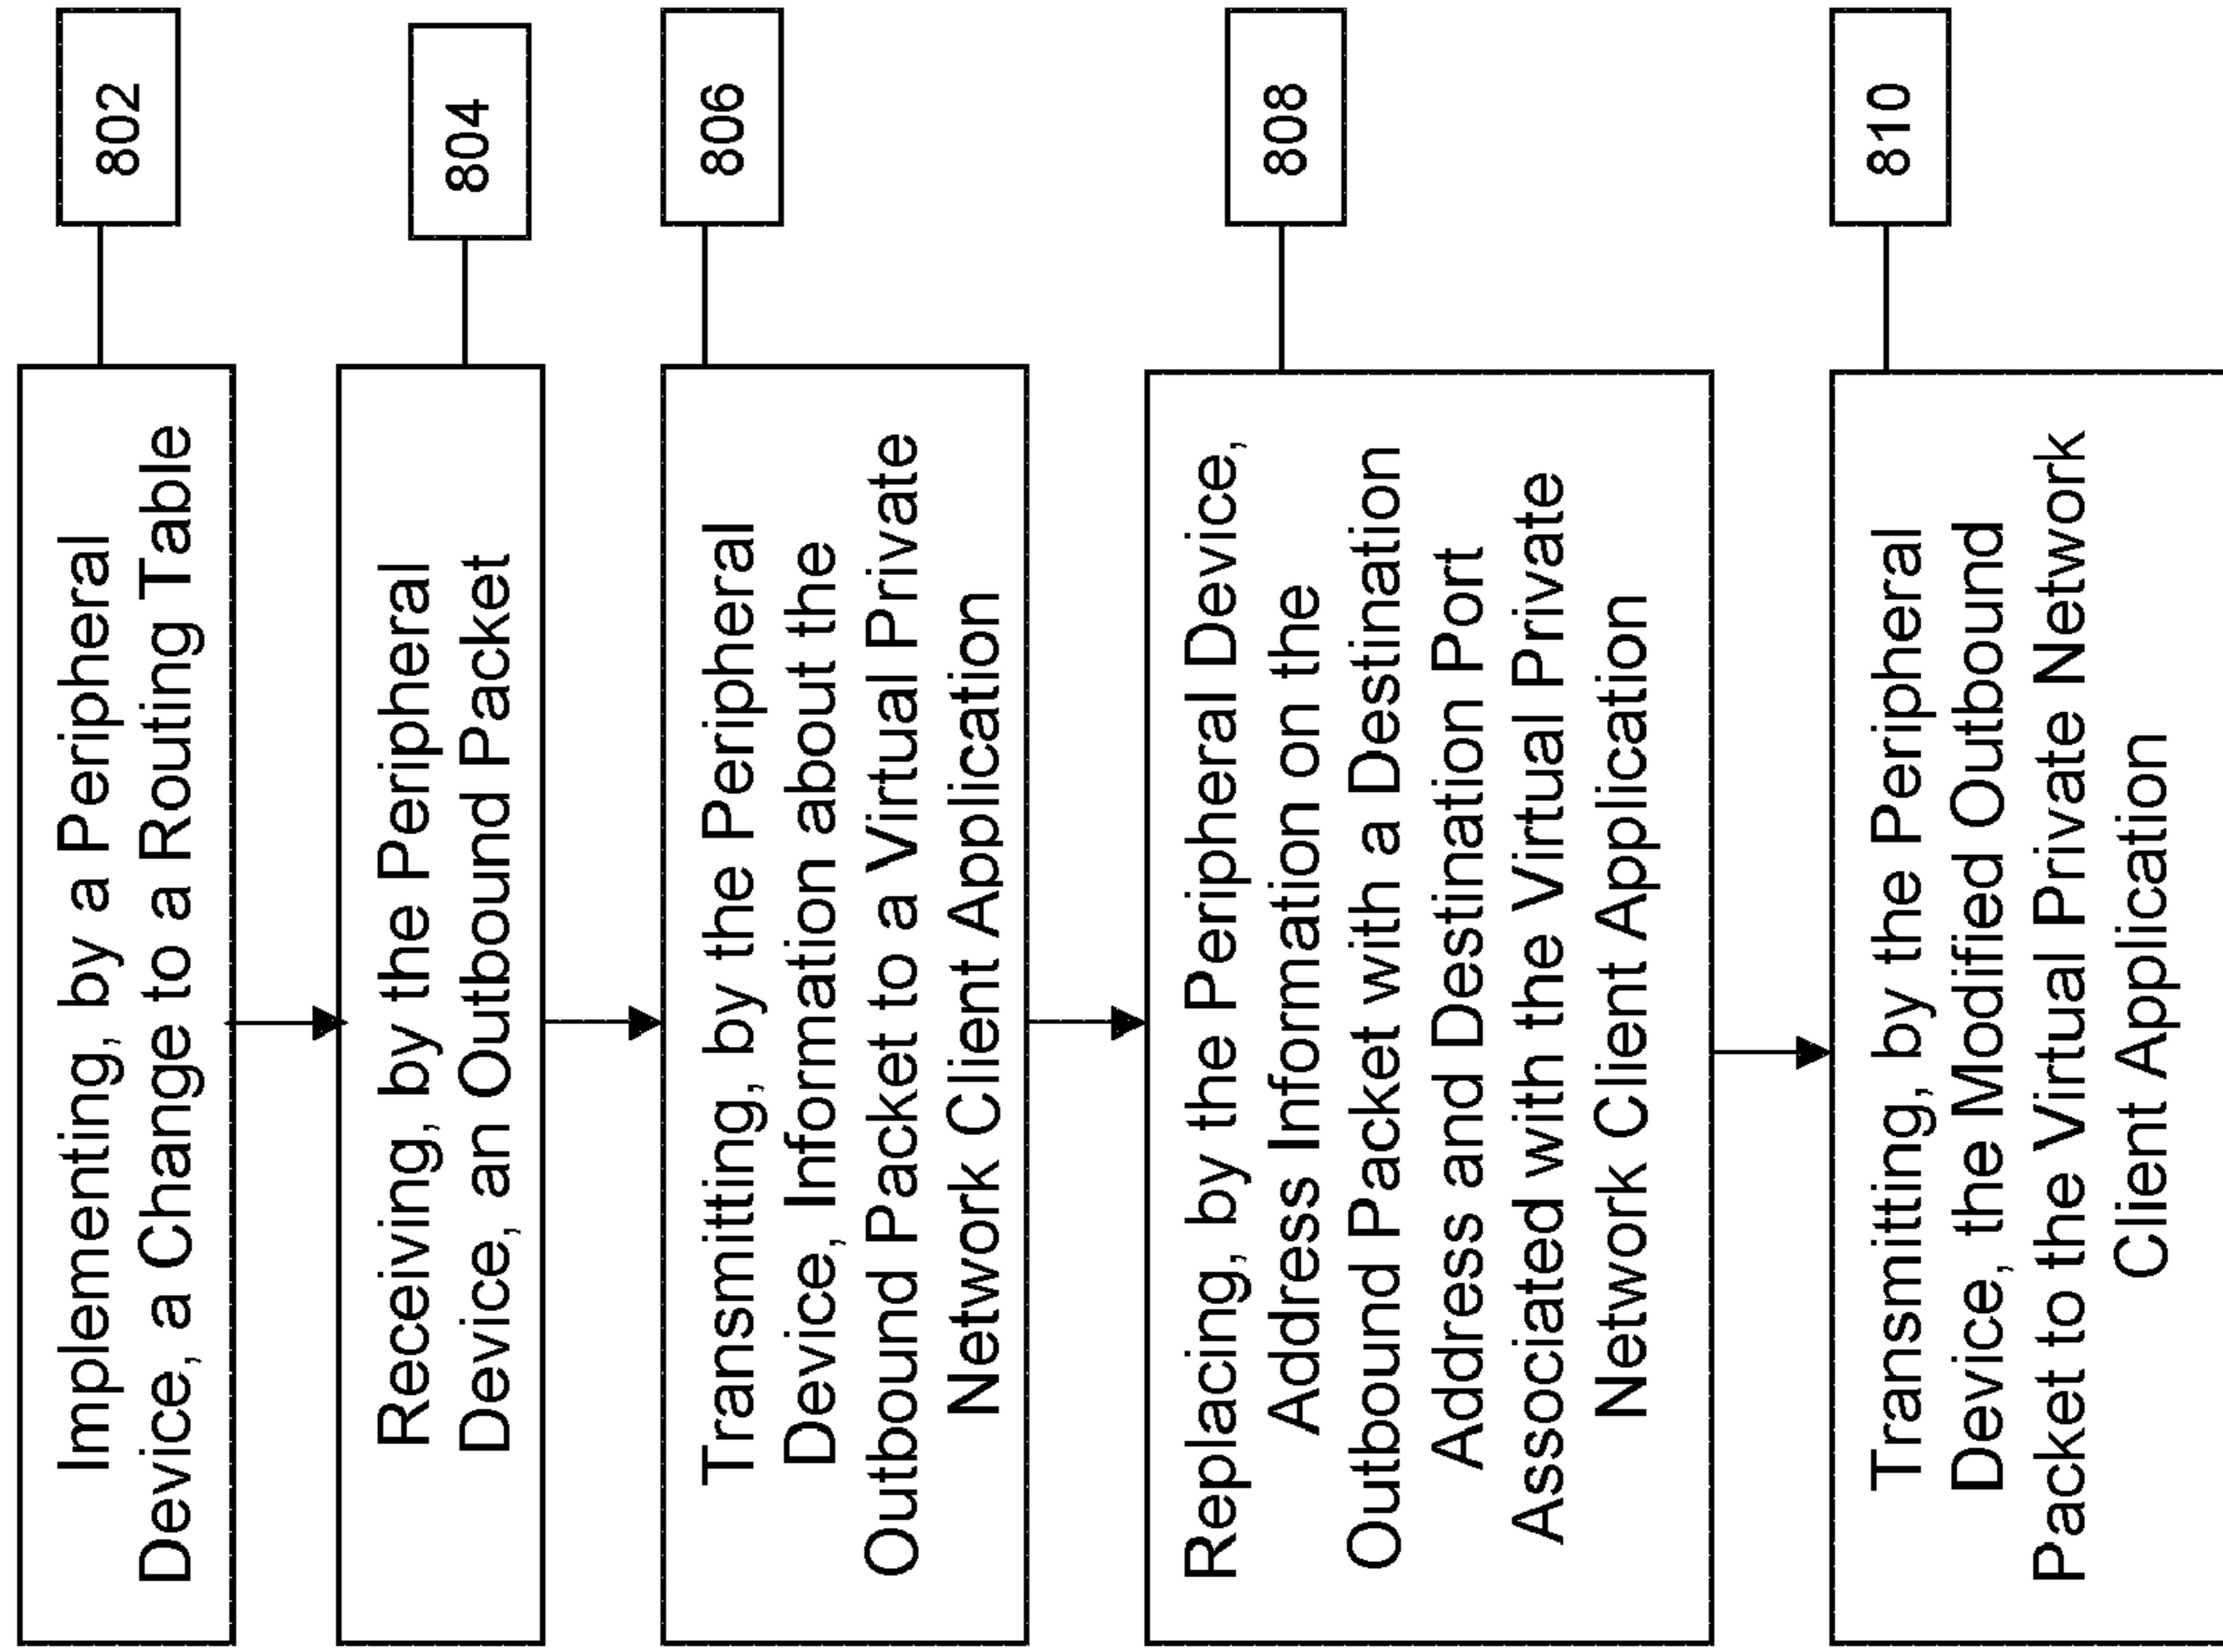 Implementing, by a Peripheral
Device, a Change to a Routing Table
802
Receiving, by the Peripheral
Device, an Outbound Packet
804
Transmitting, by the Peripheral
Device, Information about the
Outbound Packet to a Virtual Private
Network Client Application
806
Replacing, by the Peripheral Device,
Address Information on the
Outbound Packet with a Destination
Address and Destination Port
Associated with the Virtual Private
Network Client Application
808
Transmitting, by the Peripheral
Device, the Modified Outbound
Packet to the Virtual Private Network
Client Application
810